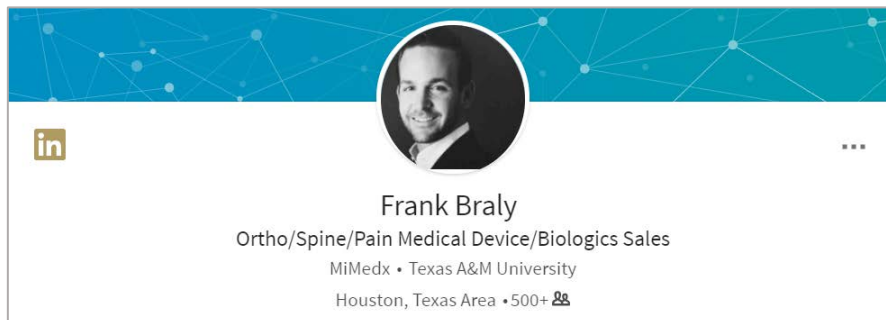 in
Frank Braly
Ortho/Spine/Pain Medical Device/Biologics Sales
MiMedx • Texas A&M University
Houston, Texas Area • 500+